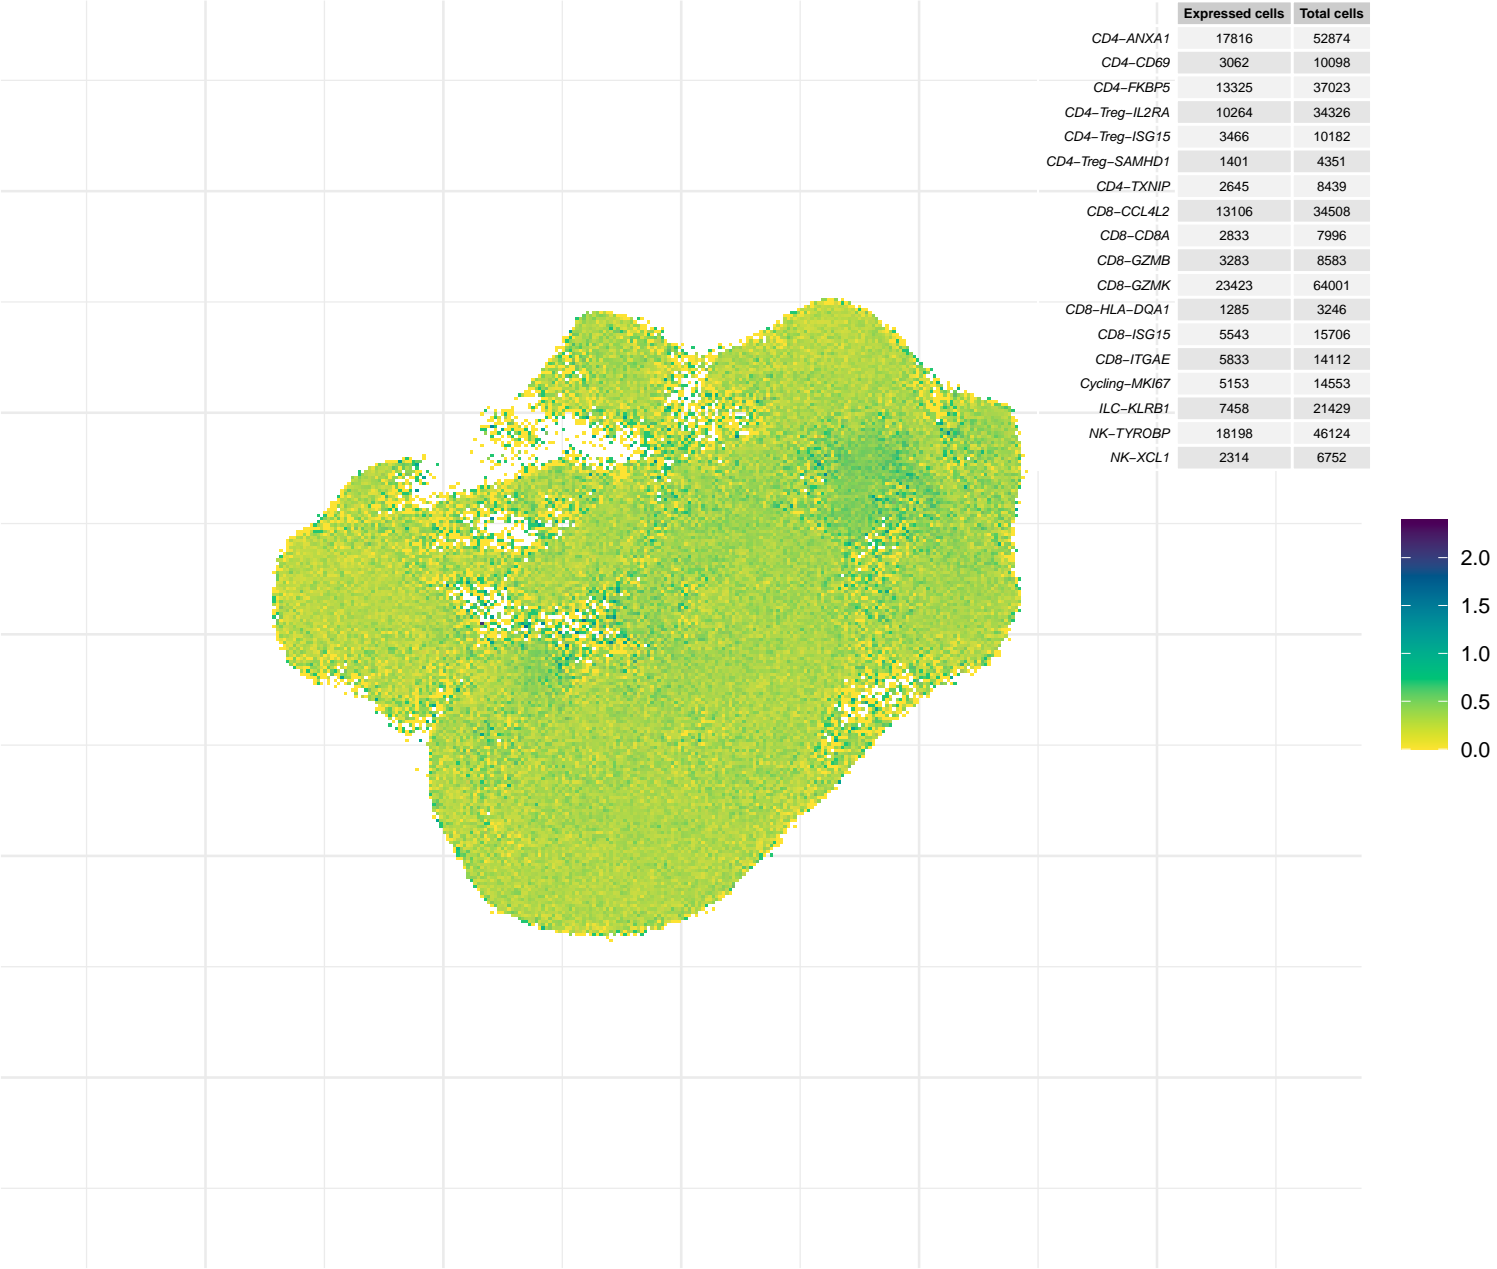 Expressed cells Total cells
CD4−ANXA1 17816 52874
CD4−CD69 3062 10098
CD4−FKBP5 13325 37023
CD4−Treg−IL2RA 10264 34326
CD4−Treg−ISG15 3466 10182
CD4−Treg−SAMHD1 1401 4351
CD4−TXNIP 2645 8439
CD8−CCL4L2 13106 34508
CD8−CD8A 2833 7996
CD8−GZMB 3283 8583
CD8−GZMK 23423 64001
CD8−HLA−DQA1 1285 3246
CD8−ISG15 5543 15706
CD8−ITGAE 5833 14112
Cycling−MKI67 5153 14553
ILC−KLRB1 7458 21429
NK−TYROBP 18198 46124
NK−XCL1 2314 6752
2.0
1.5
1.0
0.5
0.0